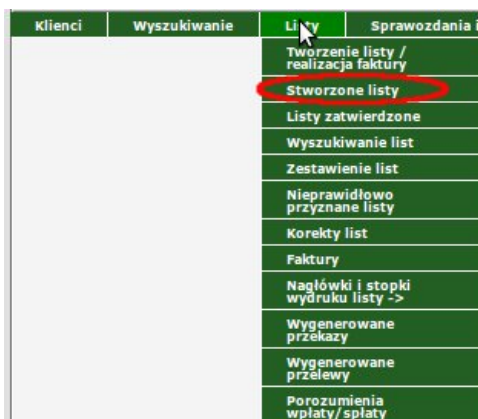 Klienci Wyszukiwanie Listy Sprawozdania i
Tworzenie listy /
realizacja faktury
Stworzone listy
Listy zatwierdzone
Wyszukiwanie list
Zestawienie list
Nieprawidłowo
przyznane listy
Korekty list
Faktury
Nagłówki i stopki
wydruku listy ->
Wygenerowane
przekazy
Wygenerowane
przelewy
Porozumienia
wpłaty/spłaty